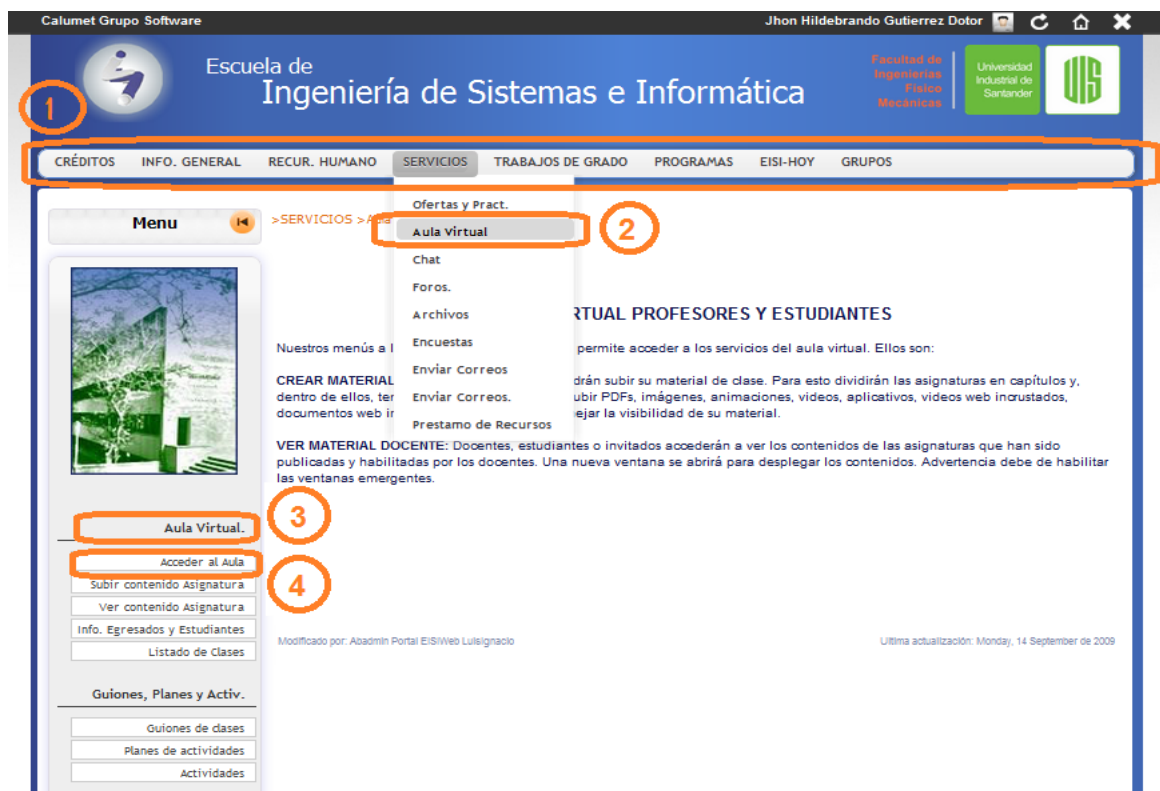 Calumet Grupo Software
Jhon Hildebrando Gutierrez Dotor
Escuela de
Ingeniería de Sistemas e Informática
Facultad de
Ingenierías
Físico
Mecánicas
Universidad
Industrial de
Santander
UIS
1
CRÉDITOS INFO. GENERAL RECUR. HUMANO SERVICIOS TRABAJOS DE GRADO PROGRAMAS EISI-HOY GRUPOS
Menu
>SERVICIOS >
Ofertas y Pract.
Aula Virtual
2
Chat
Foros.
Archivos
Encuestas
Enviar Correos
Enviar Correos.
Prestamo de Recursos
RTUAL PROFESORES Y ESTUDIANTES
Nuestros menús a permite acceder a los servicios del aula virtual. Ellos son:
CREAR MATERIAL drán subir su material de clase. Para esto dividirán las asignaturas en capítulos y,
dentro de ellos, ubir PDFs, imágenes, animaciones, videos, aplicativos, videos web incrustados,
documentos web ejar la visibilidad de su material.
VER MATERIAL DOCENTE: Docentes, estudiantes o invitados accederán a ver los contenidos de las asignaturas que han sido
publicadas y habilitadas por los docentes. Una nueva ventana se abrirá para desplegar los contenidos. Advertencia debe de habilitar
las ventanas emergentes.
Aula Virtual.
3
Acceder al Aula
4
Subir contenido Asignatura
Ver contenido Asignatura
Info. Egresados y Estudiantes
Listado de Clases
Modificado por: Abadmin Portal EISIWeb Luisignacio
Ultima actualización: Monday, 14 September de 2009
Guiones, Planes y Activ.
Guiones de clases
Planes de actividades
Actividades